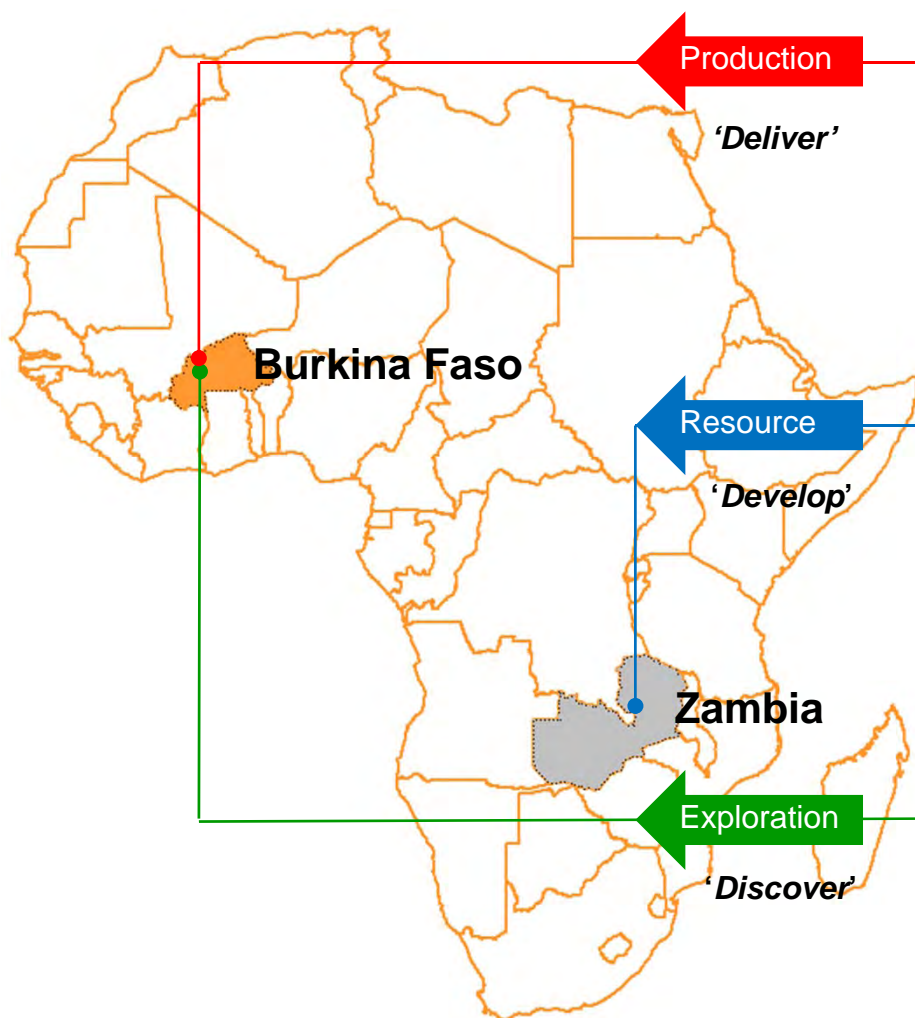 Production
‘Deliver’
Burkina Faso
Resource
‘Develop’
Zambia
Exploration
‘Discover’